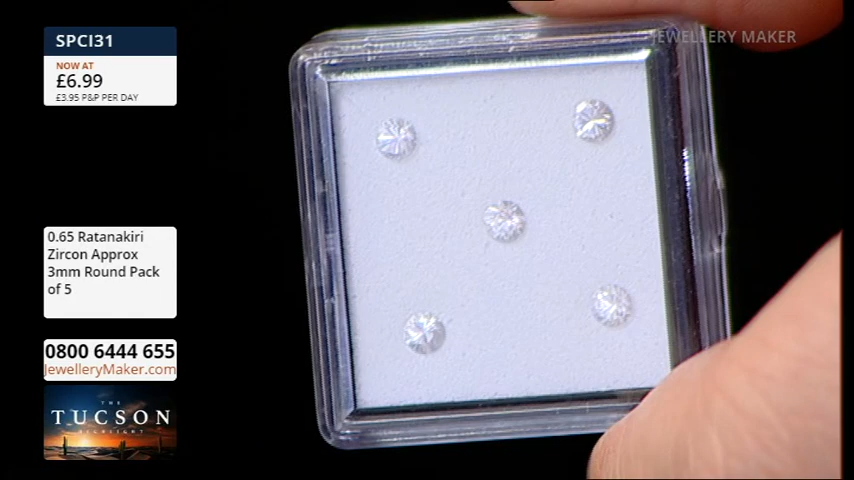 SPCI31
NOW AT
£6.99
£3.95 P&P PER DAY
JEWELLERY MAKER
0.65 Ratanakiri
Zircon Approx
3mm Round Pack
of 5
0800 6444 655
JewelleryMaker.com
THE
TUCSON
HIGHLIGHT